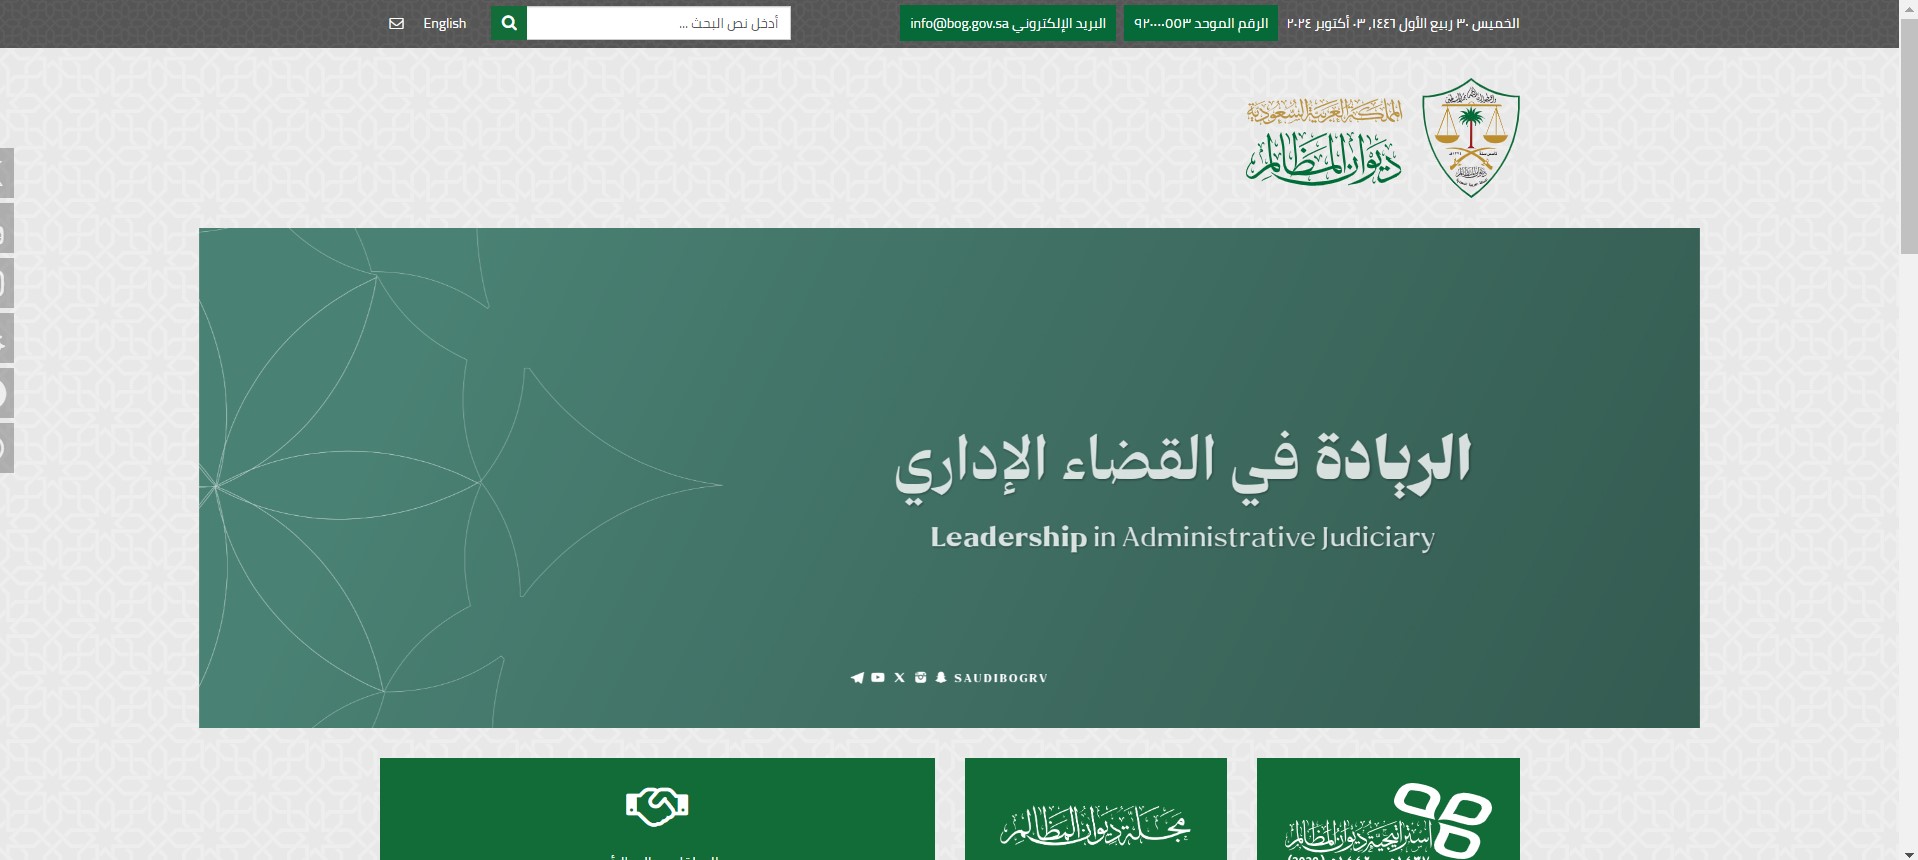 الخميس ٣٠ ربيع الأول ١٤٤٦, ٠٣ أكتوبر ٢٠٢٤
الرقم الموحد ٩٢٠٠٠٠٥٥٣
البريد الإلكتروني info@bog.gov.sa
أدخل نص البحث ...
English
المملكة العربية السعودية
ديوان المظالم
الريادة في القضاء الإداري
Leadership in Administrative Judiciary
SAUDIBOGRV
استراتيجية ديوان المظالم
مجلة ديوان المظالم